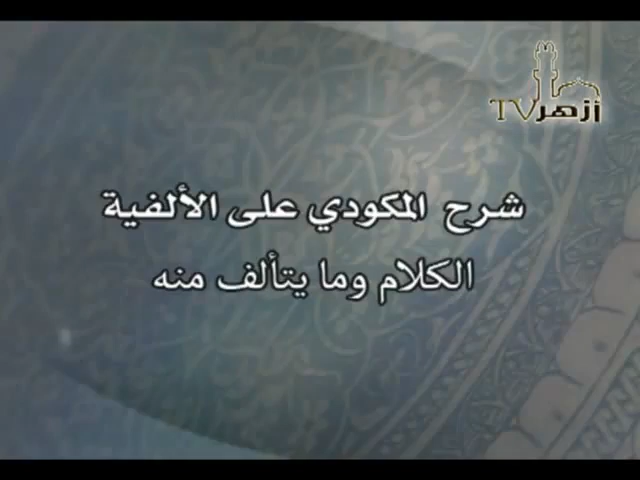 أزهر TV
شرح المكودي على الألفية
الكلام وما يتألف منه